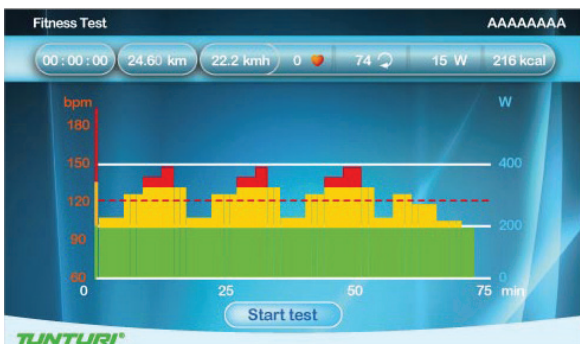 Fitness Test AAAAAAAA
00:00:00 24.60 km 22.2 kmh 0 74 15 W 216 kcal
bpm W
180
150 400
120
90 200
60 0
0 25 50 75 min
Start test
TUNTURI®